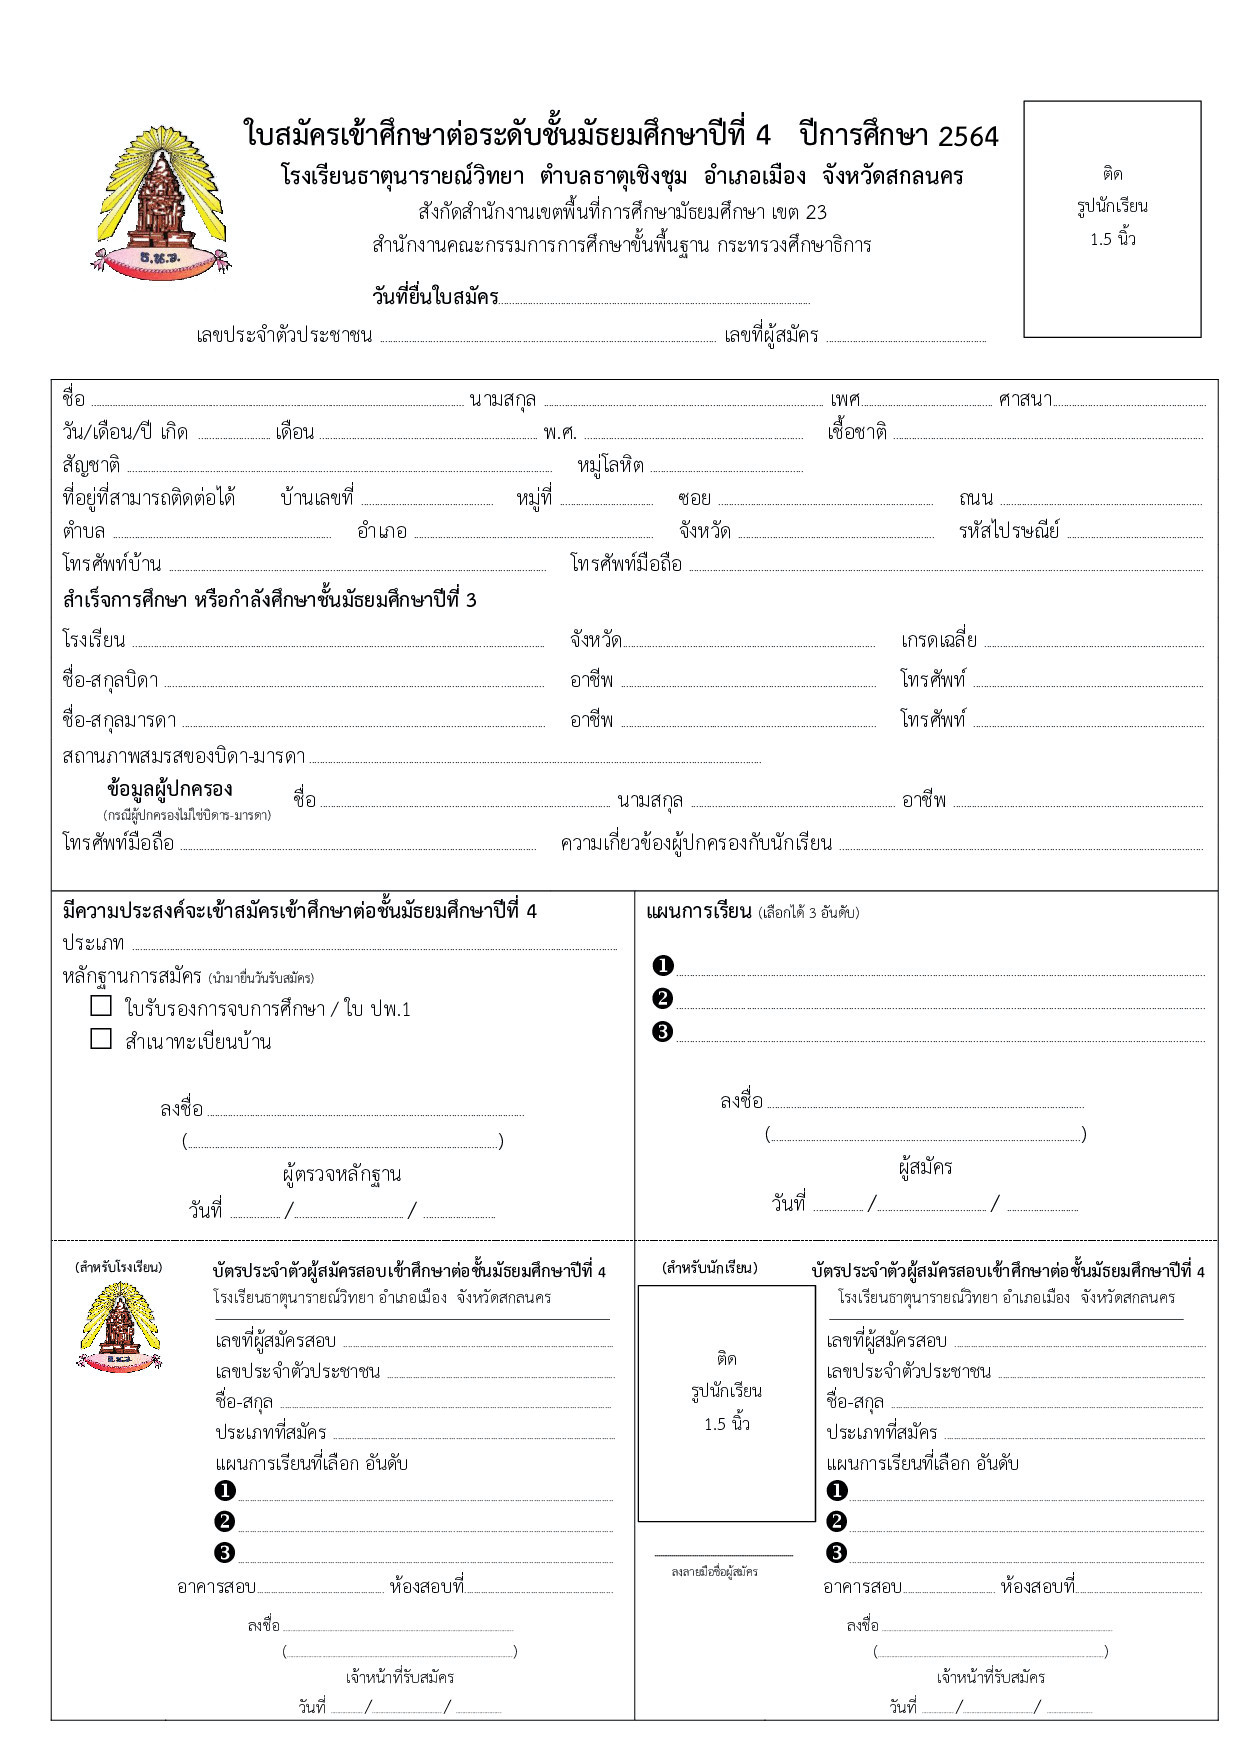 ใบสมัครเข้าศึกษาต่อระดับชั้นมัธยมศึกษาปีที่ 4 ปีการศึกษา 2564
โรงเรียนธาตุนารายณ์วิทยา ตำบลธาตุเชิงชุม อำเภอเมือง จังหวัดสกลนคร
สังกัดสำนักงานเขตพื้นที่การศึกษามัธยมศึกษา เขต 23
สำนักงานคณะกรรมการการศึกษาขั้นพื้นฐาน กระทรวงศึกษาธิการ
ติด
รูปนักเรียน
1.5 นิ้ว
ธ.น.ว.
วันที่ยื่นใบสมัคร
เลขประจำตัวประชาชน เลขที่ผู้สมัคร
ชื่อ นามสกุล เพศ ศาสนา
วัน/เดือน/ปี เกิด เดือน พ.ศ. เชื้อชาติ
สัญชาติ หมู่โลหิต
ที่อยู่ที่สามารถติดต่อได้ บ้านเลขที่ หมู่ที่ ซอย ถนน
ตำบล อำเภอ จังหวัด รหัสไปรษณีย์
โทรศัพท์บ้าน โทรศัพท์มือถือ
สำเร็จการศึกษา หรือกำลังศึกษาชั้นมัธยมศึกษาปีที่ 3
โรงเรียน จังหวัด เกรดเฉลี่ย
ชื่อ-สกุลบิดา อาชีพ โทรศัพท์
ชื่อ-สกุลมารดา อาชีพ โทรศัพท์
สถานภาพสมรสของบิดา-มารดา
ข้อมูลผู้ปกครอง ชื่อ นามสกุล อาชีพ
(กรณีผู้ปกครองไม่ใช่บิดาร-มารดา)
โทรศัพท์มือถือ ความเกี่ยวข้องผู้ปกครองกับนักเรียน
มีความประสงค์จะเข้าสมัครเข้าศึกษาต่อชั้นมัธยมศึกษาปีที่ 4
ประเภท
หลักฐานการสมัคร (นำมายื่นวันรับสมัคร)
☐ ใบรับรองการจบการศึกษา / ใบ ปพ.1
☐ สำเนาทะเบียนบ้าน
ลงชื่อ
( )
ผู้ตรวจหลักฐาน
วันที่ / /
แผนการเรียน (เลือกได้ 3 อันดับ)
❶
❷
❸
ลงชื่อ
( )
ผู้สมัคร
วันที่ / /
(สำหรับโรงเรียน) บัตรประจำตัวผู้สมัครสอบเข้าศึกษาต่อชั้นมัธยมศึกษาปีที่ 4
โรงเรียนธาตุนารายณ์วิทยา อำเภอเมือง จังหวัดสกลนคร
เลขที่ผู้สมัครสอบ
เลขประจำตัวประชาชน
ชื่อ-สกุล
ประเภทที่สมัคร
แผนการเรียนที่เลือก อันดับ
❶
❷
❸
อาคารสอบ ห้องสอบที่
ลงชื่อ
( )
เจ้าหน้าที่รับสมัคร
วันที่ / /
(สำหรับนักเรียน) บัตรประจำตัวผู้สมัครสอบเข้าศึกษาต่อชั้นมัธยมศึกษาปีที่ 4
โรงเรียนธาตุนารายณ์วิทยา อำเภอเมือง จังหวัดสกลนคร
ติด
รูปนักเรียน
1.5 นิ้ว
ลงลายมือชื่อผู้สมัคร
เลขที่ผู้สมัครสอบ
เลขประจำตัวประชาชน
ชื่อ-สกุล
ประเภทที่สมัคร
แผนการเรียนที่เลือก อันดับ
❶
❷
❸
อาคารสอบ ห้องสอบที่
ลงชื่อ
( )
เจ้าหน้าที่รับสมัคร
วันที่ / /